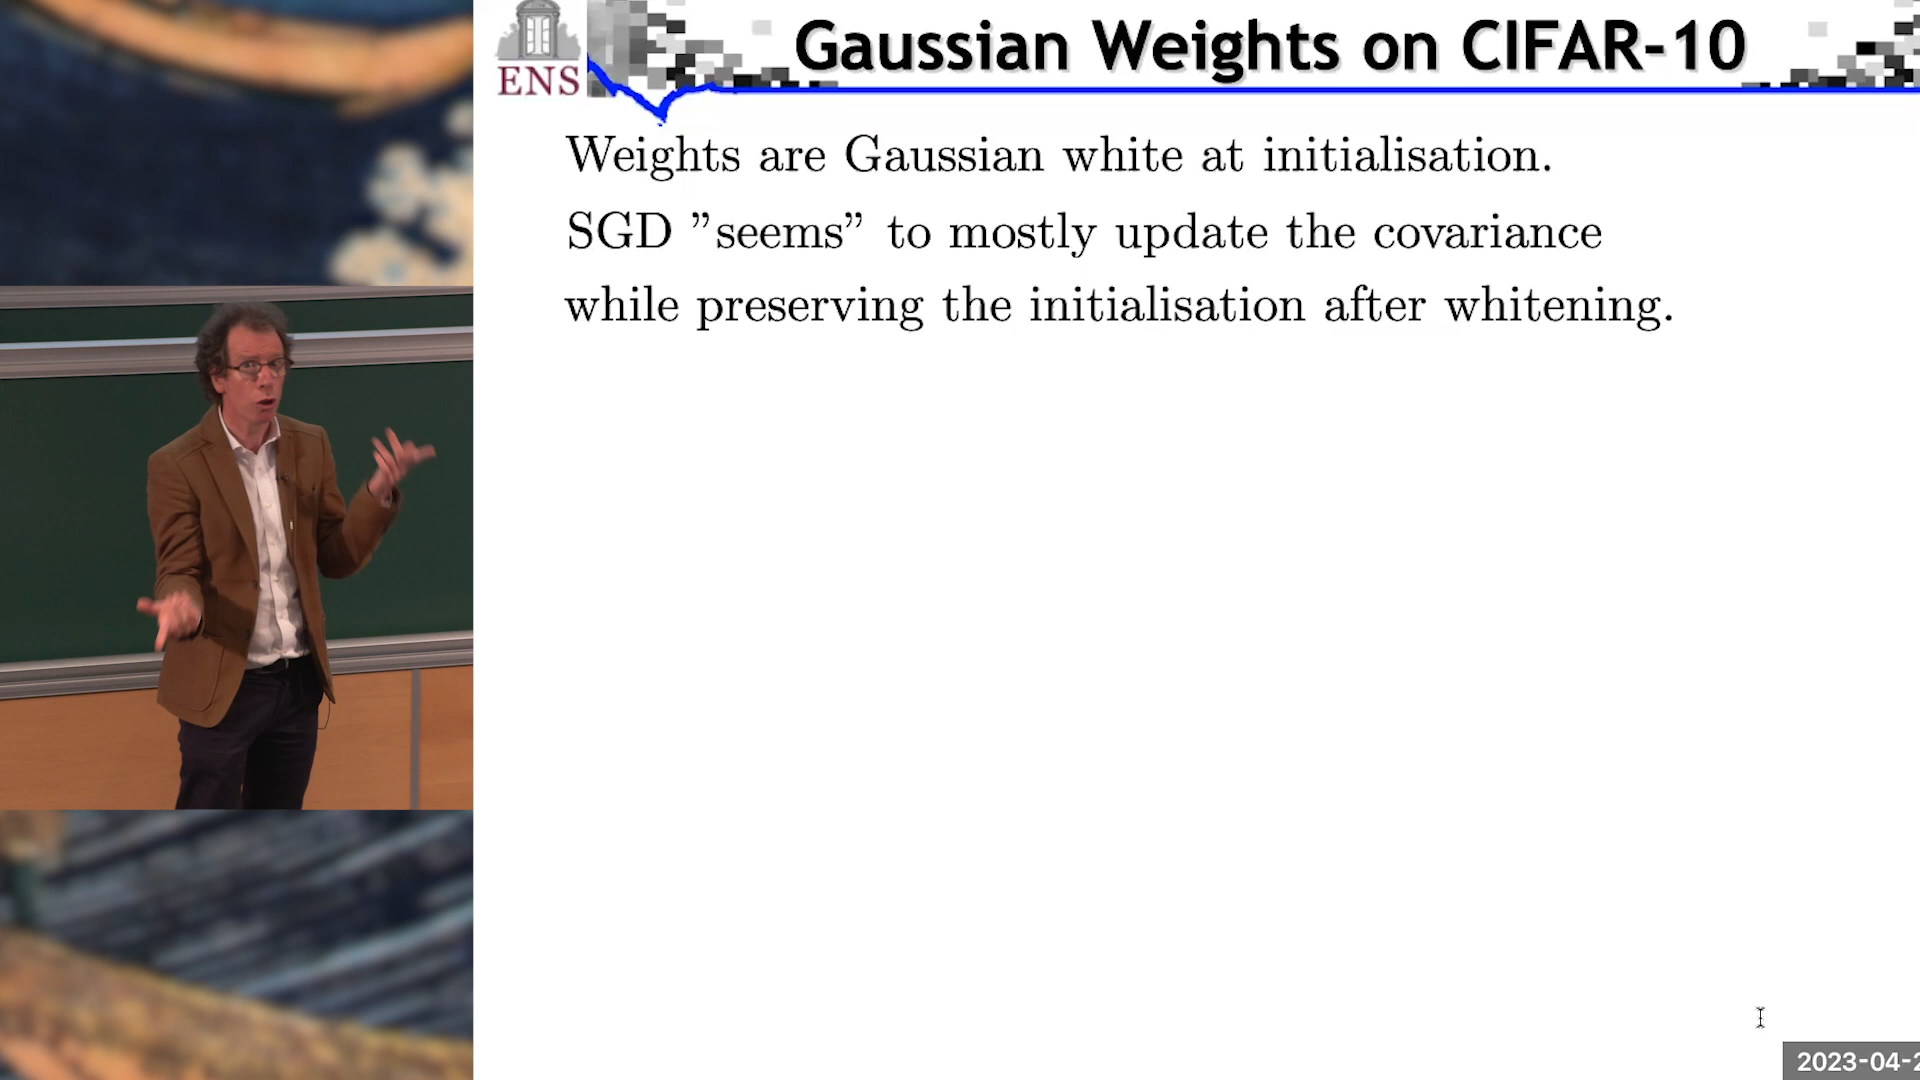 Gaussian Weights on CIFAR-10
ENS
Weights are Gaussian white at initialisation.
SGD ”seems” to mostly update the covariance
while preserving the initialisation after whitening.
2023-04-2